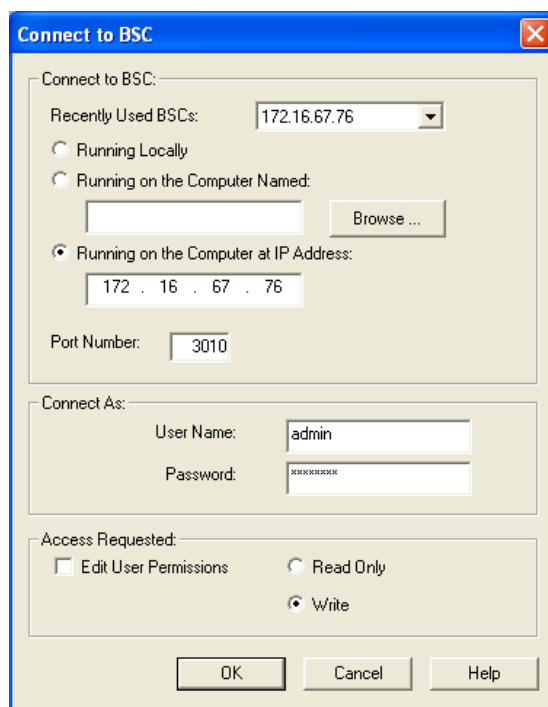 Connect to BSC
Connect to BSC:
Recently Used BSCs: 172.16.67.76
Running Locally
Running on the Computer Named:
Browse ...
Running on the Computer at IP Address:
172 . 16 . 67 . 76
Port Number: 3010
Connect As:
User Name: admin
Password: ********
Access Requested:
Edit User Permissions Read Only
Write
OK Cancel Help